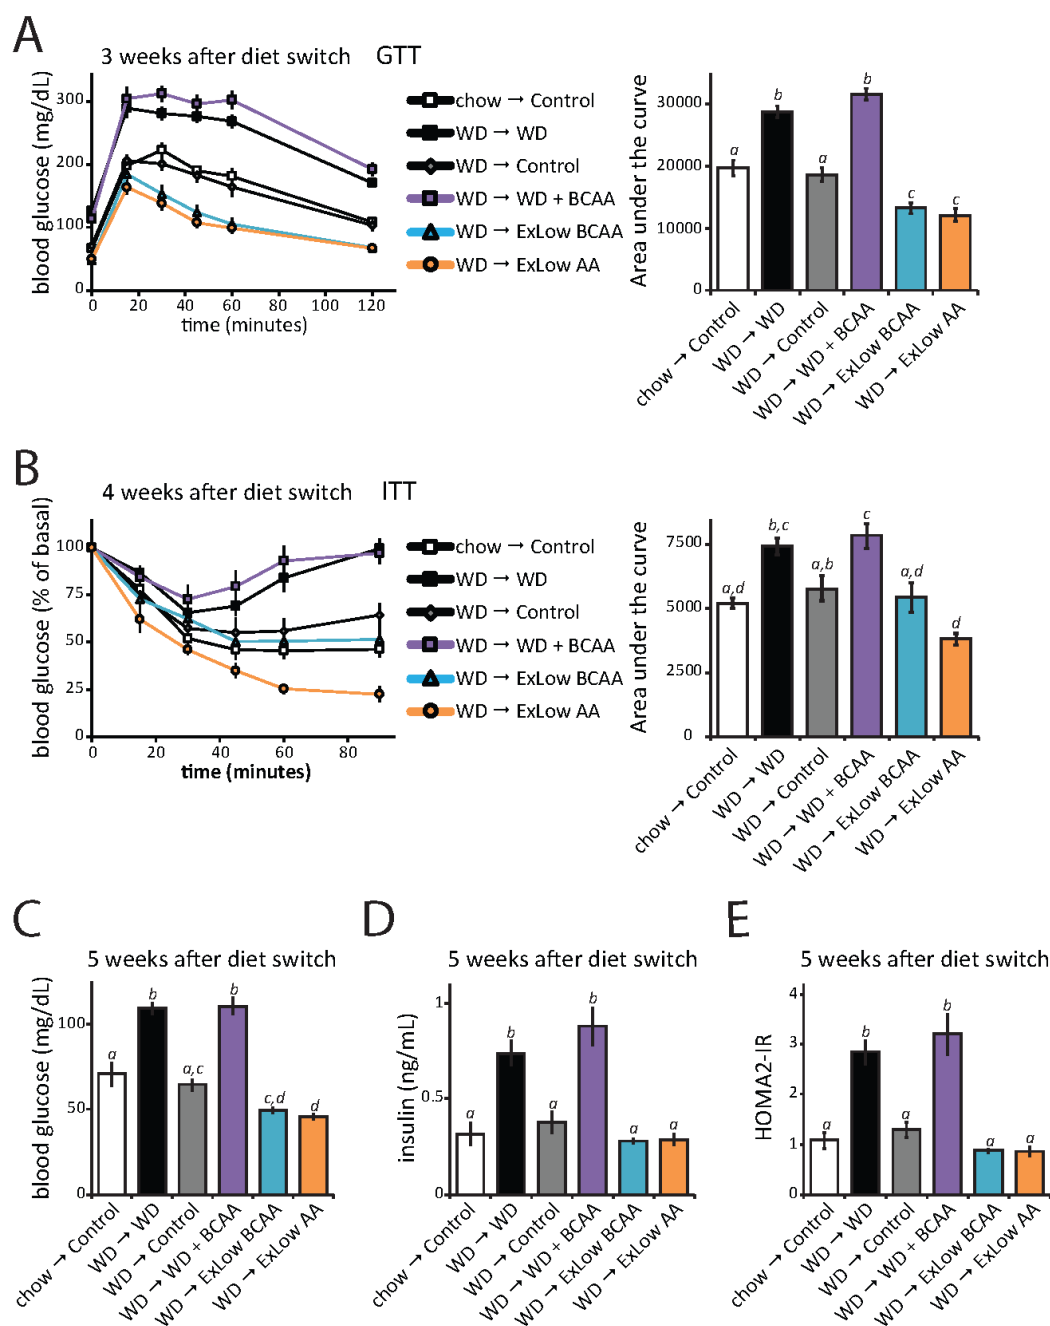 A
3 weeks after diet switch GTT
blood glucose (mg/dL)
300
200
100
0
0 20 40 60 80 100 120
time (minutes)
chow → Control
WD → WD
WD → Control
WD → WD + BCAA
WD → ExLow BCAA
WD → ExLow AA
Area under the curve
30000
20000
10000
0
a b a b c c
chow → Control
WD → WD
WD → Control
WD → WD + BCAA
WD → ExLow BCAA
WD → ExLow AA
B
4 weeks after diet switch ITT
blood glucose (% of basal)
100
75
50
25
0
0 20 40 60 80
time (minutes)
chow → Control
WD → WD
WD → Control
WD → WD + BCAA
WD → ExLow BCAA
WD → ExLow AA
Area under the curve
7500
5000
2500
0
a,d b,c a,b c a,d d
chow → Control
WD → WD
WD → Control
WD → WD + BCAA
WD → ExLow BCAA
WD → ExLow AA
C
5 weeks after diet switch
blood glucose (mg/dL)
100
50
0
a b a,c b c,d d
chow → Control
WD → WD
WD → Control
WD → WD + BCAA
WD → ExLow BCAA
WD → ExLow AA
D
5 weeks after diet switch
insulin (ng/mL)
1
0.5
0
a b a b a a
chow → Control
WD → WD
WD → Control
WD → WD + BCAA
WD → ExLow BCAA
WD → ExLow AA
E
5 weeks after diet switch
HOMA2-IR
4
3
2
1
0
a b a b a a
chow → Control
WD → WD
WD → Control
WD → WD + BCAA
WD → ExLow BCAA
WD → ExLow AA